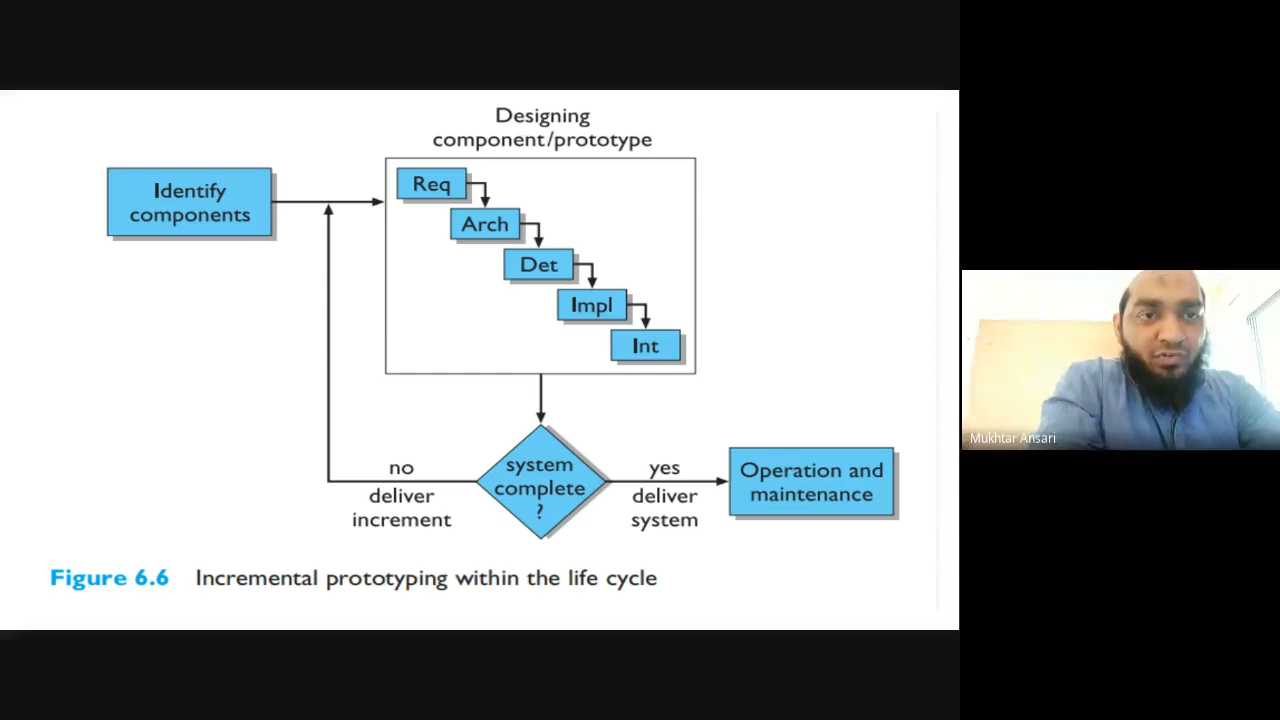 Designing
component/prototype
Identify
components
Req
Arch
Det
Impl
Int
system
complete
?
no
deliver
increment
yes
deliver
system
Operation and
maintenance
Figure 6.6 Incremental prototyping within the life cycle
Mukhtar Ansari